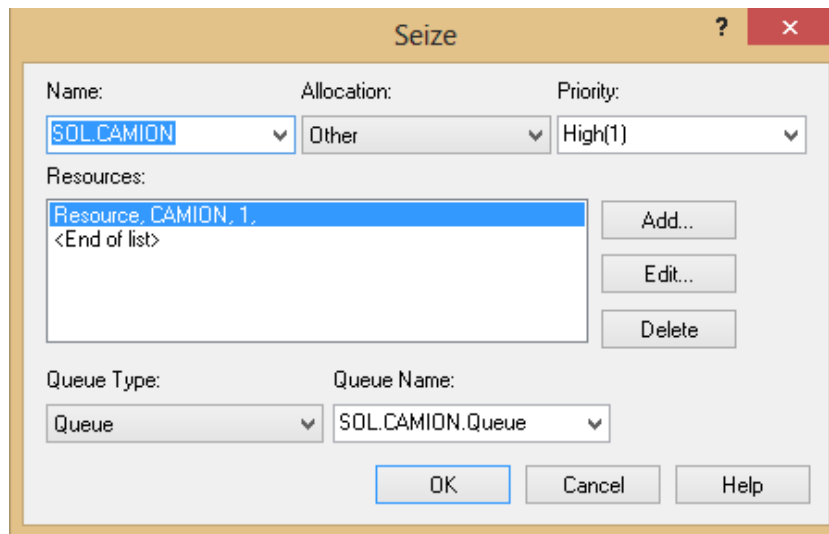 Seize
?
×
Name: Allocation: Priority:
SOL.CAMION Other High(1)
Resources:
Resource, CAMION, 1,
<End of list>
Add...
Edit...
Delete
Queue Type: Queue Name:
Queue SOL.CAMION.Queue
OK Cancel Help